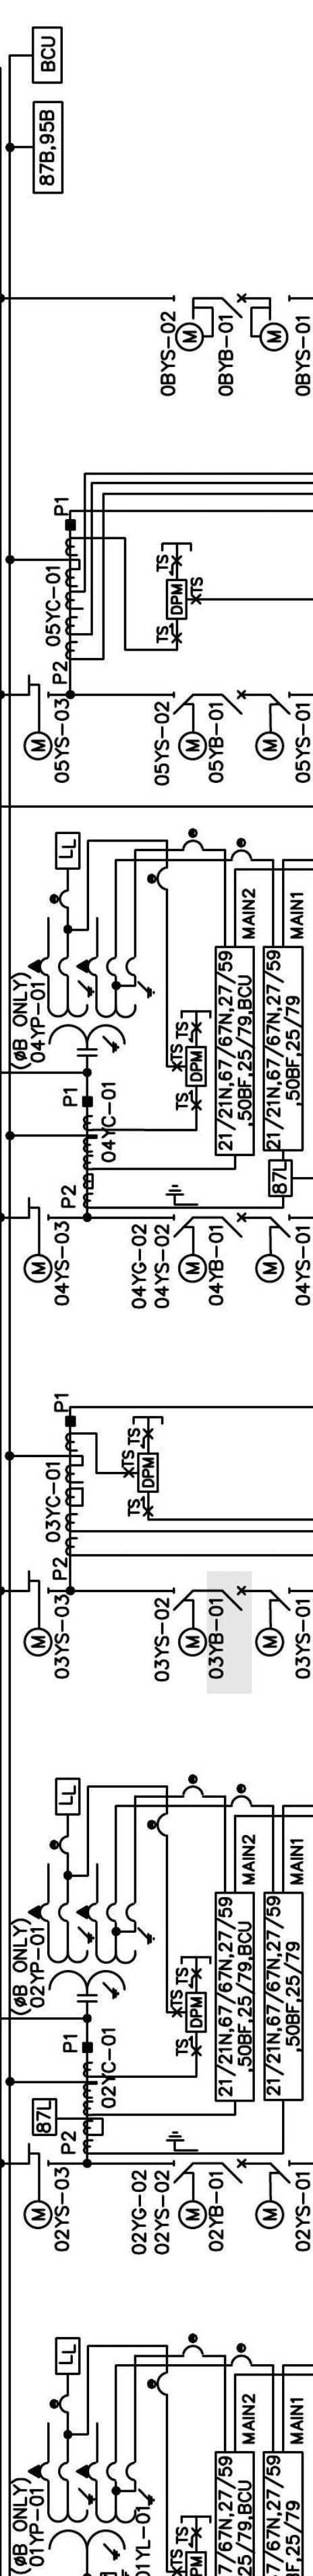 BCU
87B,95B
0BYS-02
M
0BYB-01
M
0BYS-01
P1
05YC-01
P2
TS
TS
DPM
TS
M
05YS-03
05YS-02
M
05YB-01
M
05YS-01
LL
(øB ONLY)
04YP-01
P1
04YC-01
P2
TS
TS
DPM
TS
MAIN2
21/21N,67/67N,27/59
,50BF,25/79,BCU
MAIN1
21/21N,67/67N,27/59
,50BF,25/79
87L
M
04YS-03
04YG-02
04YS-02
M
04YB-01
M
04YS-01
P1
03YC-01
P2
TS
TS
DPM
TS
M
03YS-03
03YS-02
M
03YB-01
M
03YS-01
LL
(øB ONLY)
02YP-01
P1
02YC-01
87L
P2
TS
TS
DPM
TS
MAIN2
21/21N,67/67N,27/59
,50BF,25/79,BCU
MAIN1
21/21N,67/67N,27/59
,50BF,25/79
M
02YS-03
02YG-02
02YS-02
M
02YB-01
M
02YS-01
LL
(øB ONLY)
01YP-01
01YL-01
TS
TS
DPM
MAIN2
7/67N,27/59
25/79,BCU
MAIN1
67/67N,27/59
F,25/79